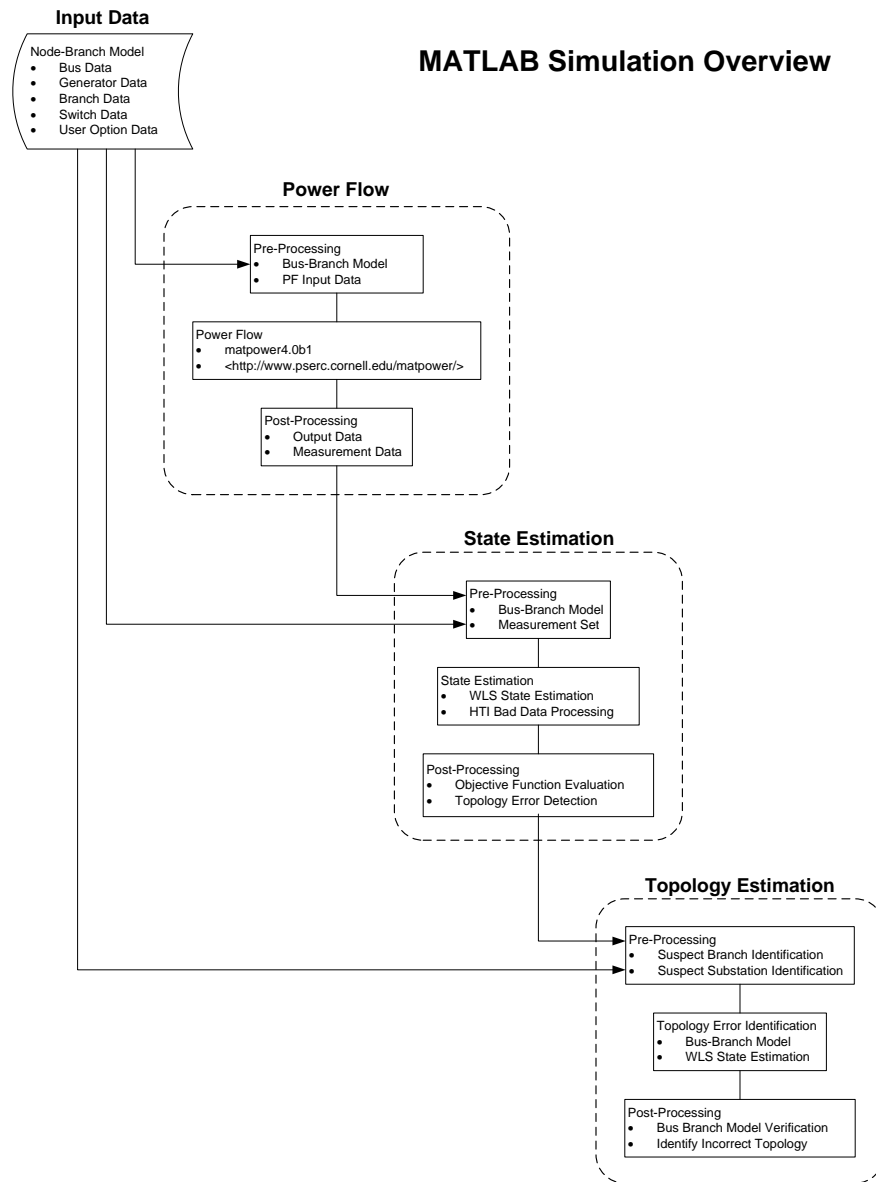 Input Data
MATLAB Simulation Overview
Node-Branch Model
• Bus Data
• Generator Data
• Branch Data
• Switch Data
• User Option Data
Power Flow
Pre-Processing
• Bus-Branch Model
• PF Input Data
Power Flow
• matpower4.0b1
• <http://www.pserc.cornell.edu/matpower/>
Post-Processing
• Output Data
• Measurement Data
State Estimation
Pre-Processing
• Bus-Branch Model
• Measurement Set
State Estimation
• WLS State Estimation
• HTI Bad Data Processing
Post-Processing
• Objective Function Evaluation
• Topology Error Detection
Topology Estimation
Pre-Processing
• Suspect Branch Identification
• Suspect Substation Identification
Topology Error Identification
• Bus-Branch Model
• WLS State Estimation
Post-Processing
• Bus Branch Model Verification
• Identify Incorrect Topology